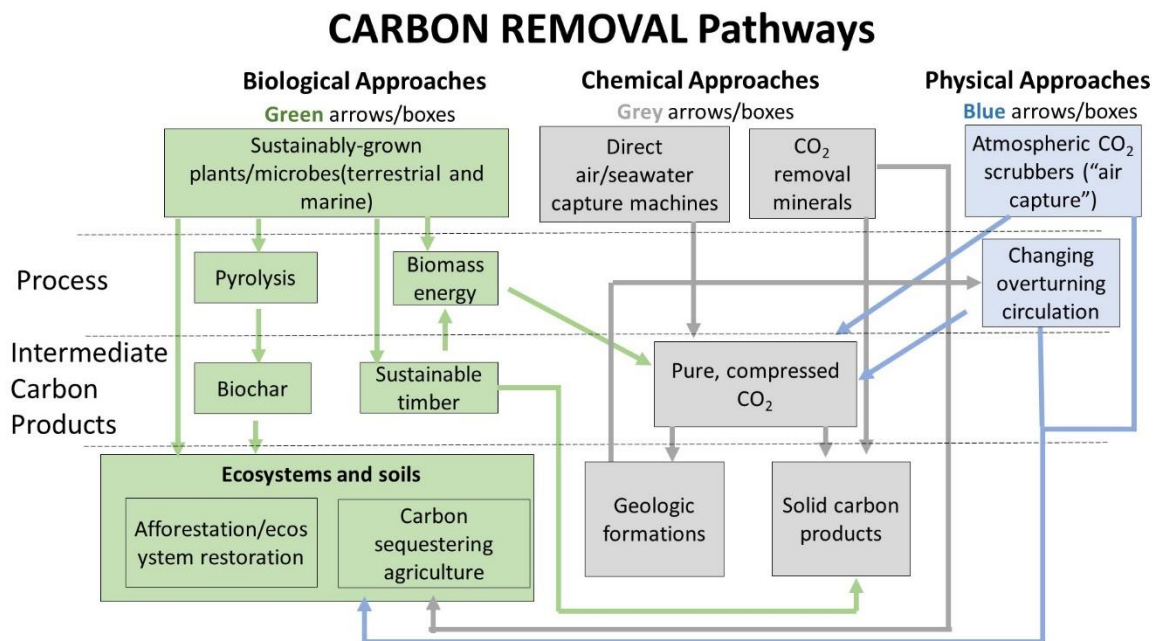 CARBON REMOVAL Pathways
Biological Approaches
Green arrows/boxes
Chemical Approaches
Grey arrows/boxes
Physical Approaches
Blue arrows/boxes
Sustainably-grown
plants/microbes(terrestrial and
marine)
Direct
air/seawater
capture machines
CO₂
removal
minerals
Atmospheric CO₂
scrubbers ("air
capture")
Process
Pyrolysis
Biomass
energy
Changing
overturning
circulation
Intermediate
Carbon
Products
Biochar
Sustainable
timber
Pure, compressed
CO₂
Ecosystems and soils
Afforestation/ecos
ystem restoration
Carbon
sequestering
agriculture
Geologic
formations
Solid carbon
products